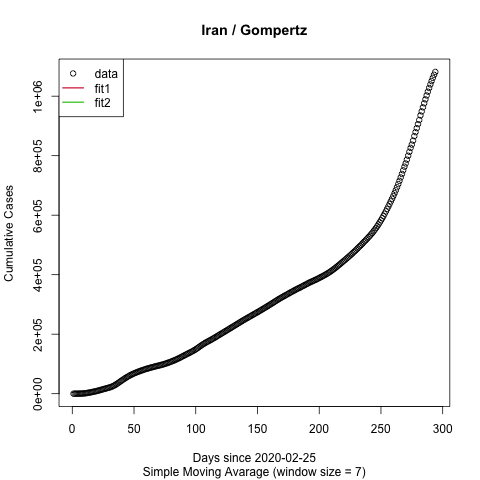 Iran / Gompertz
data
fit1
fit2
Cumulative Cases
0e+00
2e+05
4e+05
6e+05
8e+05
1e+06
0 50 100 150 200 250 300
Days since 2020-02-25
Simple Moving Avarage (window size = 7)